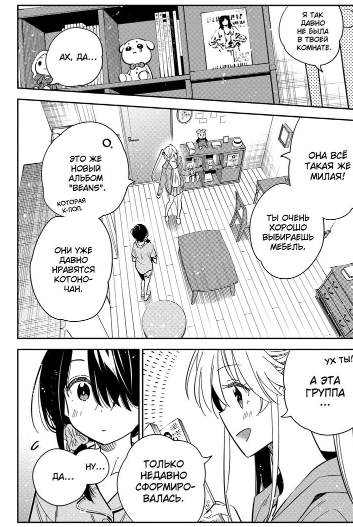 Я ТАК
ДАВНО
НЕ БЫЛА
В ТВОЕЙ
КОМНАТЕ.
АХ, ДА...
ОНА ВСЁ
ТАКАЯ ЖЕ
МИЛАЯ!
ТЫ ОЧЕНЬ
ХОРОШО
ВЫБИРАЕШЬ
МЕБЕЛЬ.
О,
ЭТО ЖЕ
НОВЫЙ
АЛЬБОМ
"BEANS".
КОТОРАЯ
К-ПОП.
ОНИ УЖЕ
ДАВНО
НРАВЯТСЯ
КОТОНО-
ЧАН.
УХ ТЫ!
А ЭТА
ГРУППА
...
ТОЛЬКО
НЕДАВНО
СФОРМИРО-
ВАЛАСЬ.
НУ...
ДА...